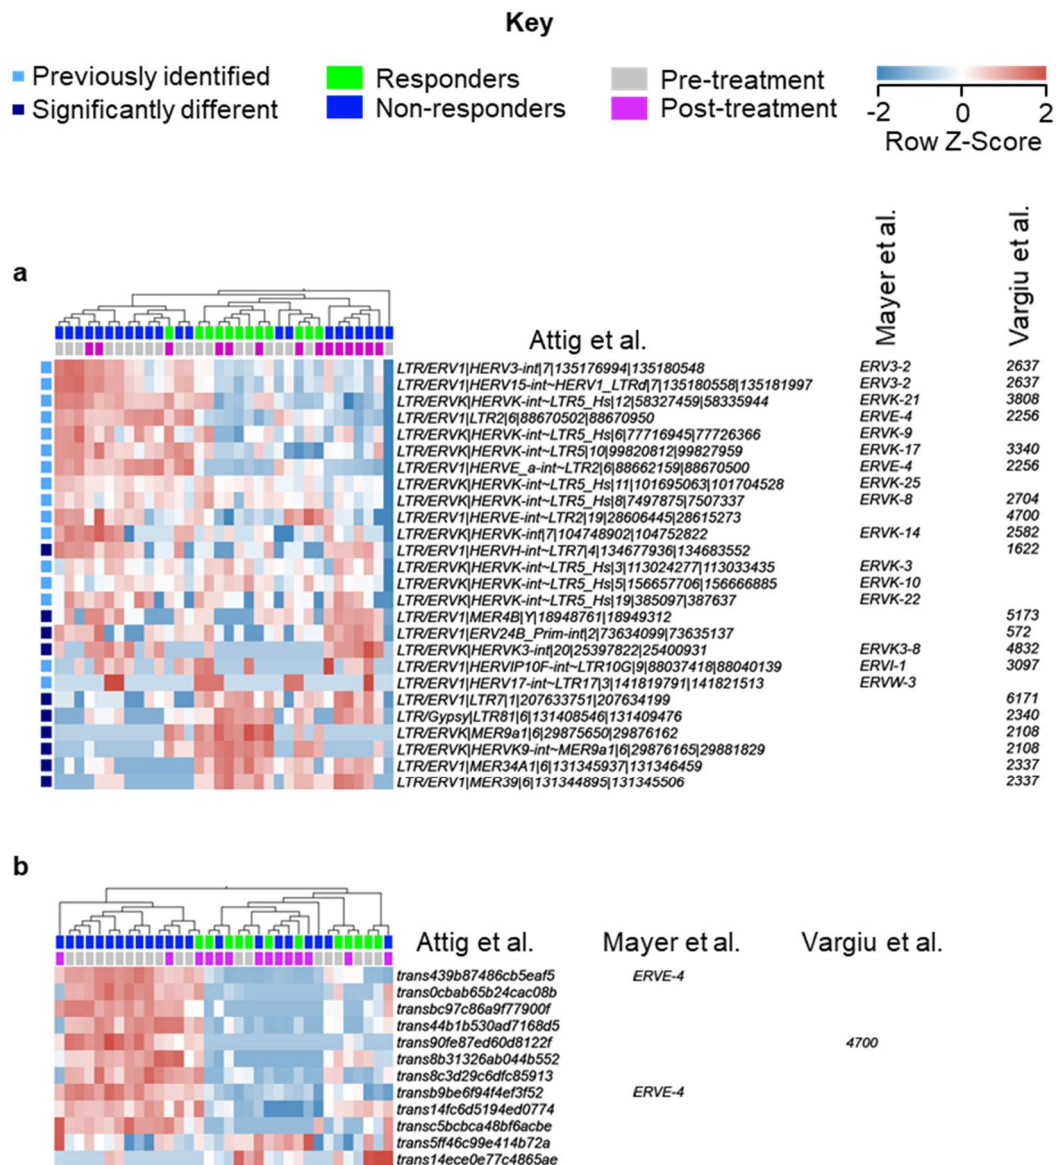 Key
Previously identified
Significantly different
Responders
Non-responders
Pre-treatment
Post-treatment
-2 0 2
Row Z-Score
a
Attig et al.
Mayer et al.
Vargiu et al.
LTR/ERV1|HERV3-int|7|135176994|135180548 ERV3-2 2637
LTR/ERV1|HERV15-int~HERV1_LTRd|7|135180558|135181997 ERV3-2 2637
LTR/ERVK|HERVK-int~LTR5_Hs|12|58327459|58335944 ERVK-21 3808
LTR/ERV1|LTR2|6|88670502|88670950 ERVE-4 2256
LTR/ERVK|HERVK-int~LTR5_Hs|6|77716945|77726366 ERVK-9
LTR/ERVK|HERVK-int~LTR5|10|99820812|99827959 ERVK-17 3340
LTR/ERV1|HERVE_a-int~LTR2|6|88662159|88670500 ERVE-4 2256
LTR/ERVK|HERVK-int~LTR5_Hs|11|101695063|101704528 ERVK-25
LTR/ERVK|HERVK-int~LTR5_Hs|8|7497875|7507337 ERVK-8 2704
LTR/ERV1|HERVE-int~LTR2|19|28606445|28615273 4700
LTR/ERVK|HERVK-int|7|104748902|104752822 ERVK-14 2582
LTR/ERV1|HERVH-int~LTR7|4|134677936|134683552 1622
LTR/ERVK|HERVK-int~LTR5_Hs|3|113024277|113033435 ERVK-3
LTR/ERVK|HERVK-int~LTR5_Hs|5|156657706|156666885 ERVK-10
LTR/ERVK|HERVK-int~LTR5_Hs|19|385097|387637 ERVK-22
LTR/ERV1|MER4B|Y|18948761|18949312 5173
LTR/ERV1|ERV24B_Prim-int|2|73634099|73635137 572
LTR/ERVK|HERVK3-int|20|25397822|25400931 ERVK3-8 4832
LTR/ERV1|HERVIP10F-int~LTR10G|9|88037418|88040139 ERVI-1 3097
LTR/ERV1|HERV17-int~LTR17|3|141819791|141821513 ERVW-3
LTR/ERV1|LTR7|1|207633751|207634199 6171
LTR/Gypsy|LTR81|6|131408546|131409476 2340
LTR/ERVK|MER9a1|6|29875650|29876162 2108
LTR/ERVK|HERVK9-int~MER9a1|6|29876165|29881829 2108
LTR/ERV1|MER34A1|6|131345937|131346459 2337
LTR/ERV1|MER39|6|131344895|131345506 2337
b
Attig et al. Mayer et al. Vargiu et al.
trans439b87486cb5eaf5 ERVE-4
trans0cbab65b24cac08b
transbc97c86a9f77900f
trans44b1b530ad7168d5
trans90fe87ed60d8122f 4700
trans8b31326ab044b552
trans8c3d29c6dfc85913
transb9be6f94f4ef3f52 ERVE-4
trans14fc6d5194ed0774
transc5bcbca48bf6acbe
trans5ff46c99e414b72a
trans14ece0e77c4865ae